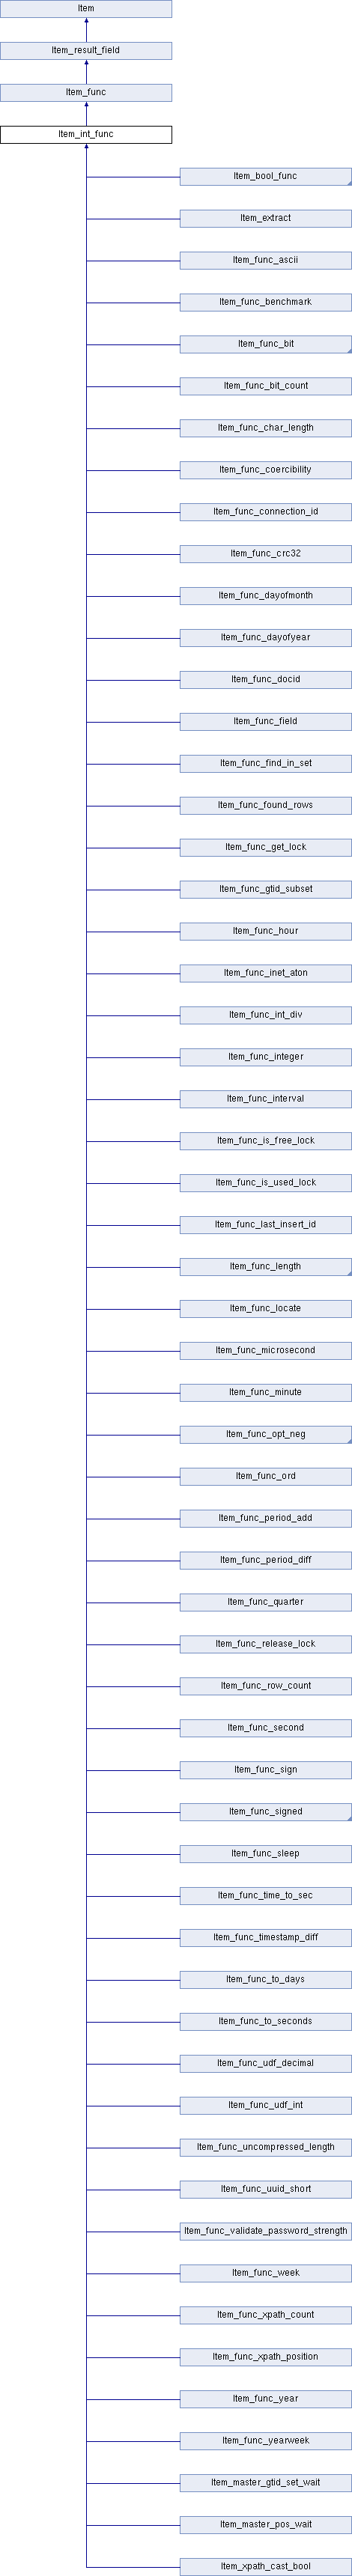 Item
Item_result_field
Item_func
Item_int_func
Item_bool_func
Item_extract
Item_func_ascii
Item_func_benchmark
Item_func_bit
Item_func_bit_count
Item_func_char_length
Item_func_coercibility
Item_func_connection_id
Item_func_crc32
Item_func_dayofmonth
Item_func_dayofyear
Item_func_docid
Item_func_field
Item_func_find_in_set
Item_func_found_rows
Item_func_get_lock
Item_func_gtid_subset
Item_func_hour
Item_func_inet_aton
Item_func_int_div
Item_func_integer
Item_func_interval
Item_func_is_free_lock
Item_func_is_used_lock
Item_func_last_insert_id
Item_func_length
Item_func_locate
Item_func_microsecond
Item_func_minute
Item_func_opt_neg
Item_func_ord
Item_func_period_add
Item_func_period_diff
Item_func_quarter
Item_func_release_lock
Item_func_row_count
Item_func_second
Item_func_sign
Item_func_signed
Item_func_sleep
Item_func_time_to_sec
Item_func_timestamp_diff
Item_func_to_days
Item_func_to_seconds
Item_func_udf_decimal
Item_func_udf_int
Item_func_uncompressed_length
Item_func_uuid_short
Item_func_validate_password_strength
Item_func_week
Item_func_xpath_count
Item_func_xpath_position
Item_func_year
Item_func_yearweek
Item_master_gtid_set_wait
Item_master_pos_wait
Item_xpath_cast_bool